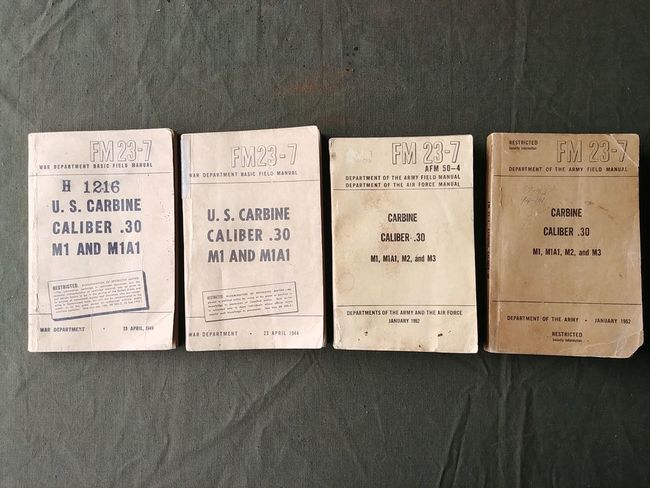 FM 23-7
WAR DEPARTMENT BASIC FIELD MANUAL
H 1216
U. S. CARBINE
CALIBER .30
M1 AND M1A1
RESTRICTED.
WAR DEPARTMENT • 23 APRIL, 1944
FM 23-7
WAR DEPARTMENT BASIC FIELD MANUAL
U. S. CARBINE
CALIBER .30
M1 AND M1A1
RESTRICTED.
WAR DEPARTMENT • 23 APRIL 1944
FM 23-7
AFM 50-4
DEPARTMENT OF THE ARMY FIELD MANUAL
DEPARTMENT OF THE AIR FORCE MANUAL
CARBINE
CALIBER .30
M1, M1A1, M2, and M3
DEPARTMENTS OF THE ARMY AND THE AIR FORCE
JANUARY 1952
RESTRICTED
Security Information
FM 23-7
DEPARTMENT OF THE ARMY FIELD MANUAL
CARBINE
CALIBER .30
M1, M1A1, M2, and M3
DEPARTMENT OF THE ARMY • JANUARY 1952
RESTRICTED
Security Information